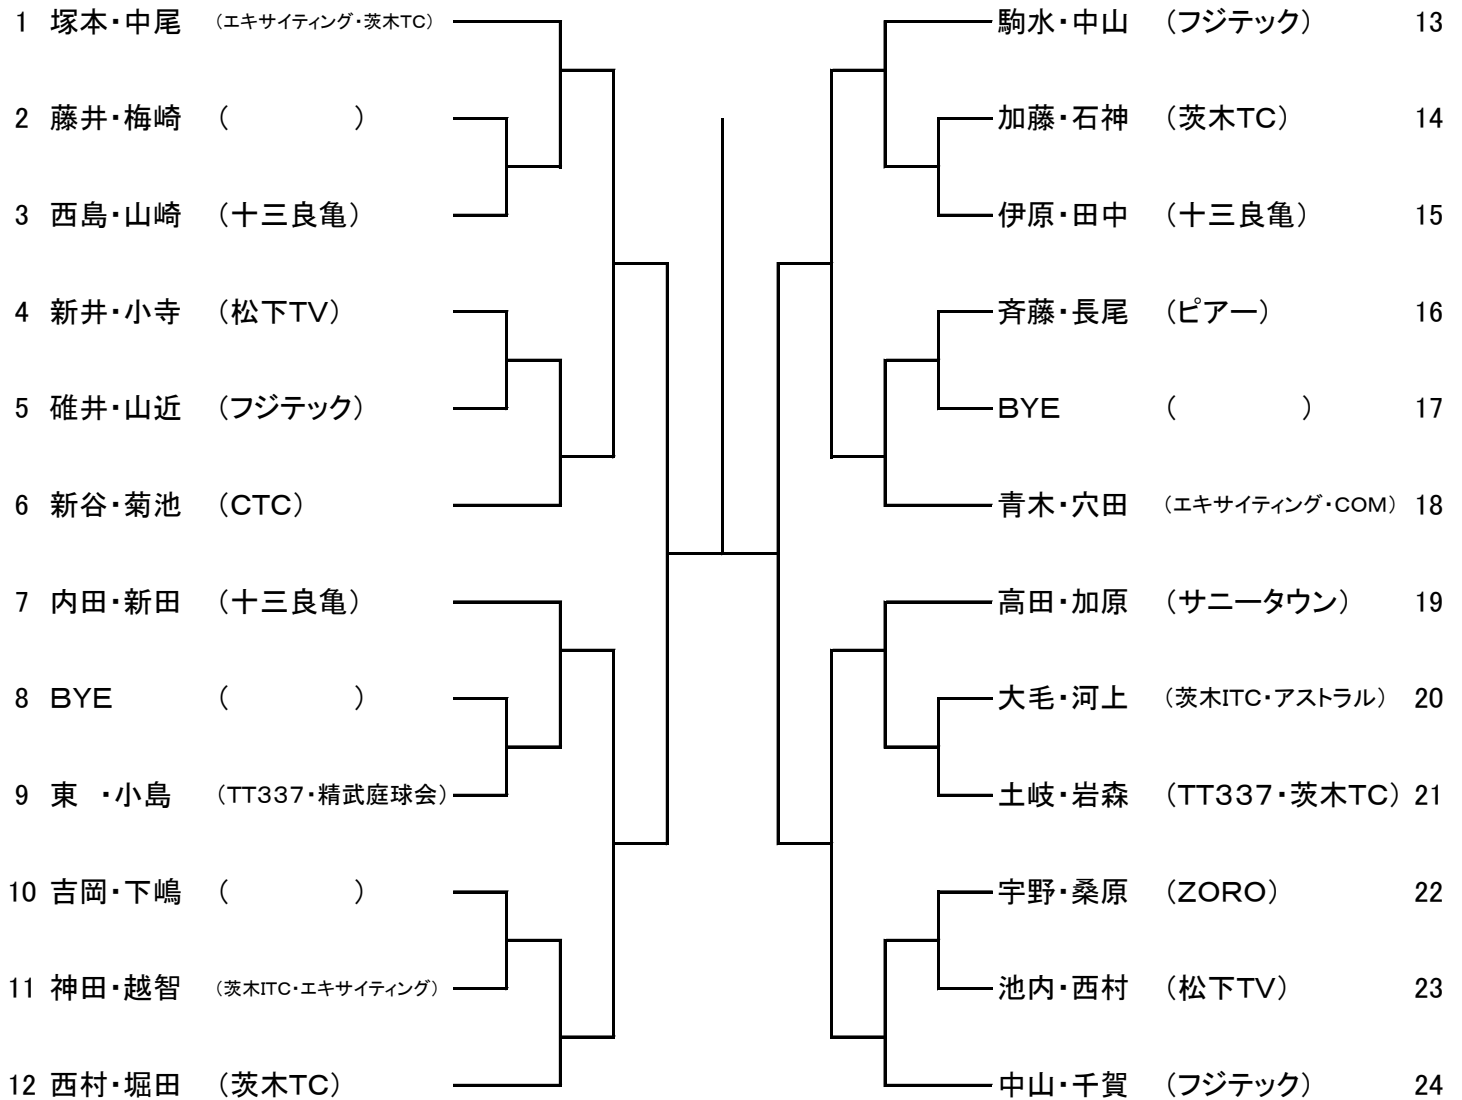 1 塚本・中尾 （エキサイティング・茨木TC） 駒水・中山 （フジテック） 13
2 藤井・梅崎 （ ） 加藤・石神 （茨木TC） 14
3 西島・山崎 （十三良亀） 伊原・田中 （十三良亀） 15
4 新井・小寺 （松下TV） 斉藤・長尾 （ピアー） 16
5 碓井・山近 （フジテック） BYE （ ） 17
6 新谷・菊池 （CTC） 青木・穴田 （エキサイティング・COM） 18
7 内田・新田 （十三良亀） 高田・加原 （サニータウン） 19
8 BYE （ ） 大毛・河上 （茨木ITC・アストラル） 20
9 東　・小島 （TT337・精武庭球会） 土岐・岩森 （TT337・茨木TC） 21
10 吉岡・下嶋 （ ） 宇野・桑原 （ZORO） 22
11 神田・越智 （茨木ITC・エキサイティング） 池内・西村 （松下TV） 23
12 西村・堀田 （茨木TC） 中山・千賀 （フジテック） 24